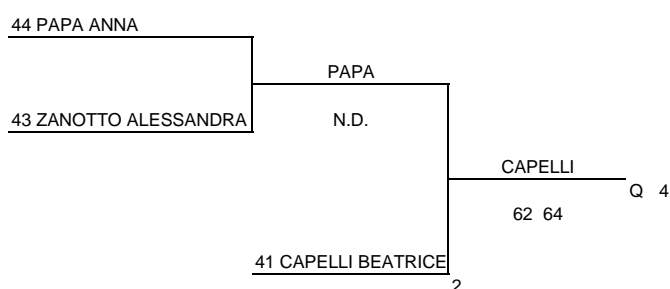 44 PAPA ANNA
PAPA
43 ZANOTTO ALESSANDRA
N.D.
CAPELLI
Q 4
62 64
41 CAPELLI BEATRICE
2